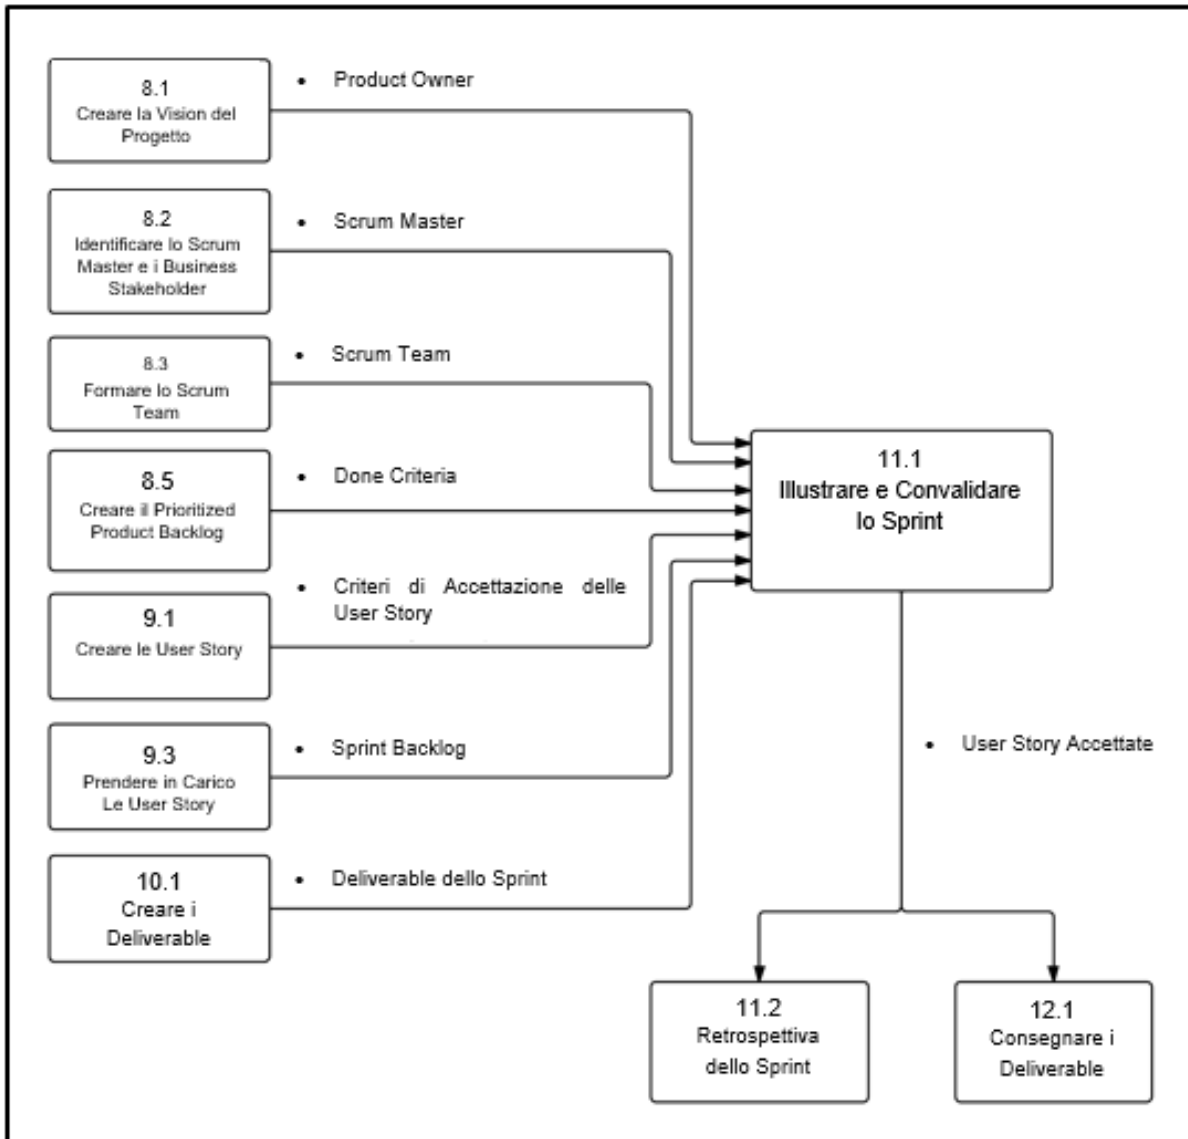 8.1
Creare la Vision del
Progetto
• Product Owner
8.2
Identificare lo Scrum
Master e i Business
Stakeholder
• Scrum Master
8.3
Formare lo Scrum
Team
• Scrum Team
8.5
Creare il Prioritized
Product Backlog
• Done Criteria
9.1
Creare le User Story
• Criteri di Accettazione delle
User Story
9.3
Prendere in Carico
Le User Story
• Sprint Backlog
10.1
Creare i
Deliverable
• Deliverable dello Sprint
11.1
Illustrare e Convalidare
lo Sprint
• User Story Accettate
11.2
Retrospettiva
dello Sprint
12.1
Consegnare i
Deliverable